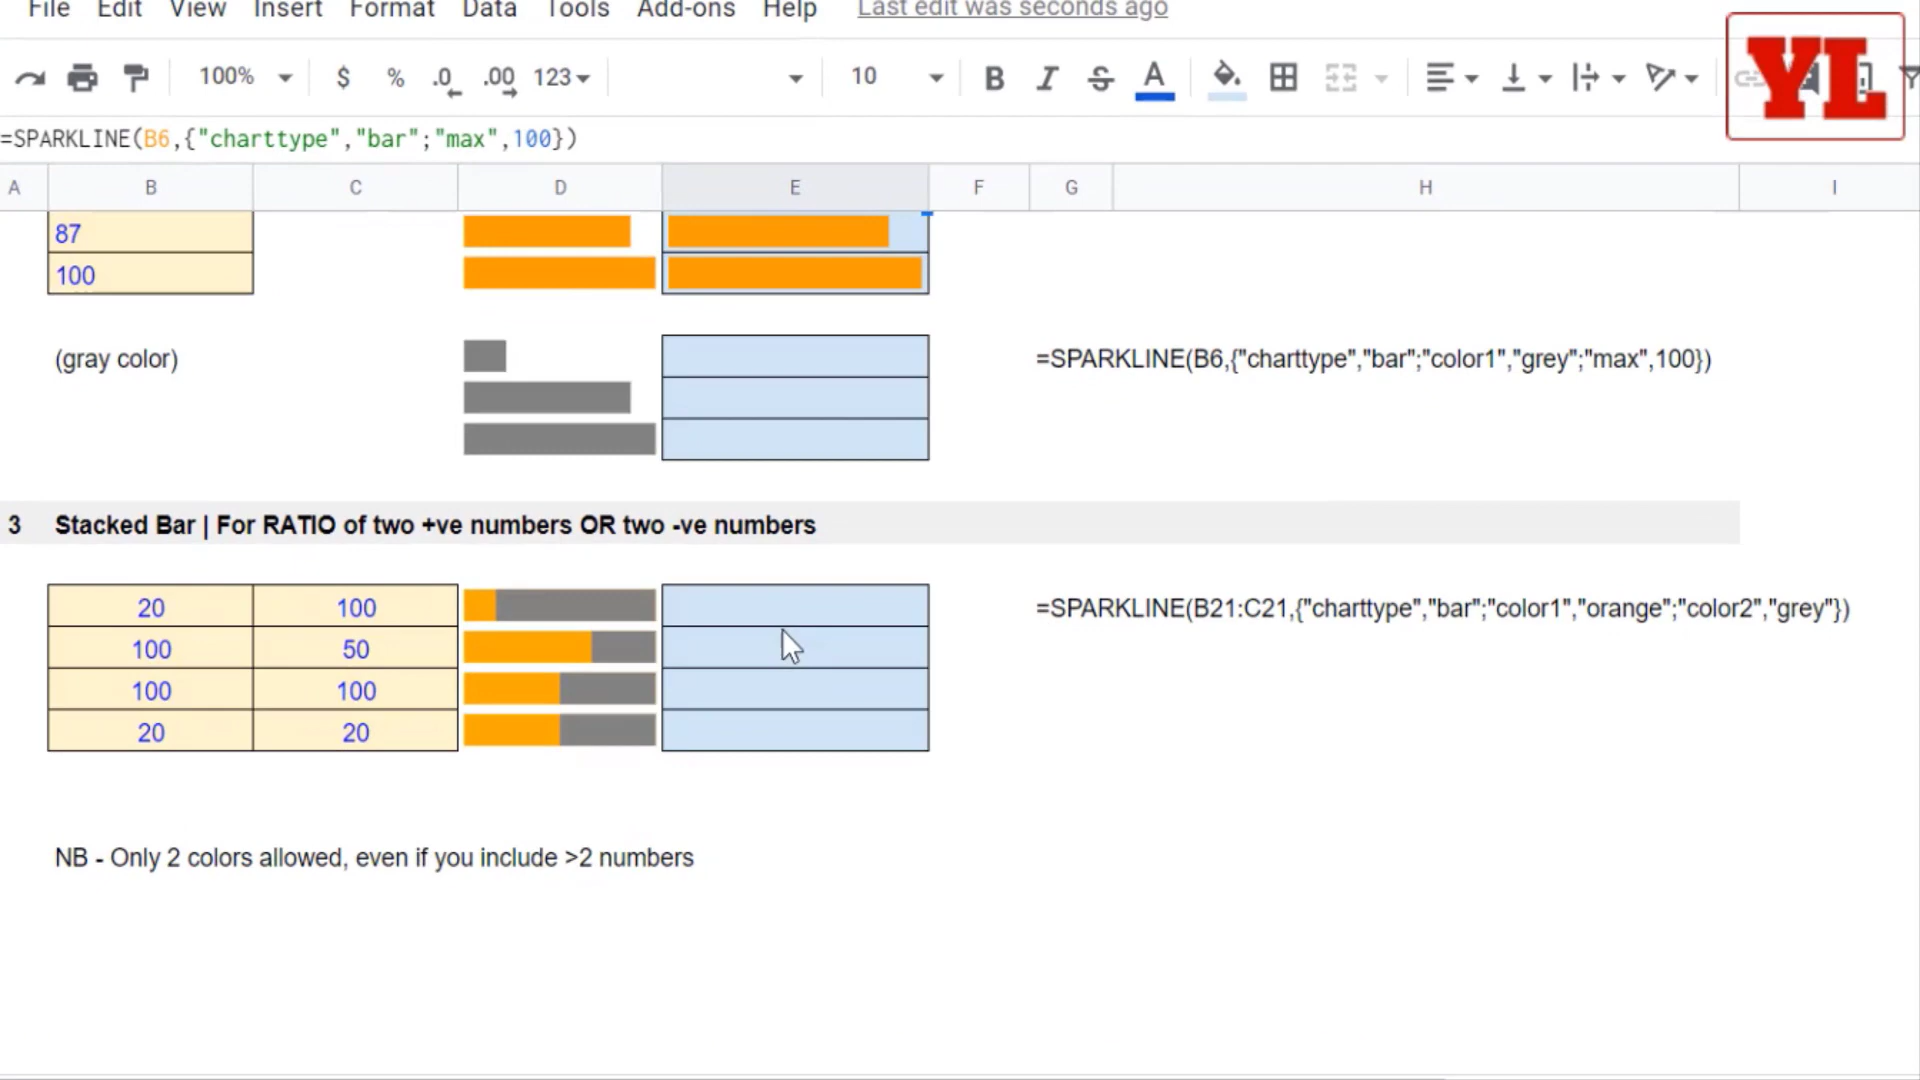 File Edit View Insert Format Data Tools Add-ons Help Last edit was seconds ago
100% $ % .0 .00 123 10 B I S A
YL
=SPARKLINE(B6,{"charttype","bar";"max",100})
A B C D E F G H I
87
100
(gray color) =SPARKLINE(B6,{"charttype","bar";"color1","grey";"max",100})
3 Stacked Bar | For RATIO of two +ve numbers OR two -ve numbers
20 100 =SPARKLINE(B21:C21,{"charttype","bar";"color1","orange";"color2","grey"})
100 50
100 100
20 20
NB - Only 2 colors allowed, even if you include >2 numbers